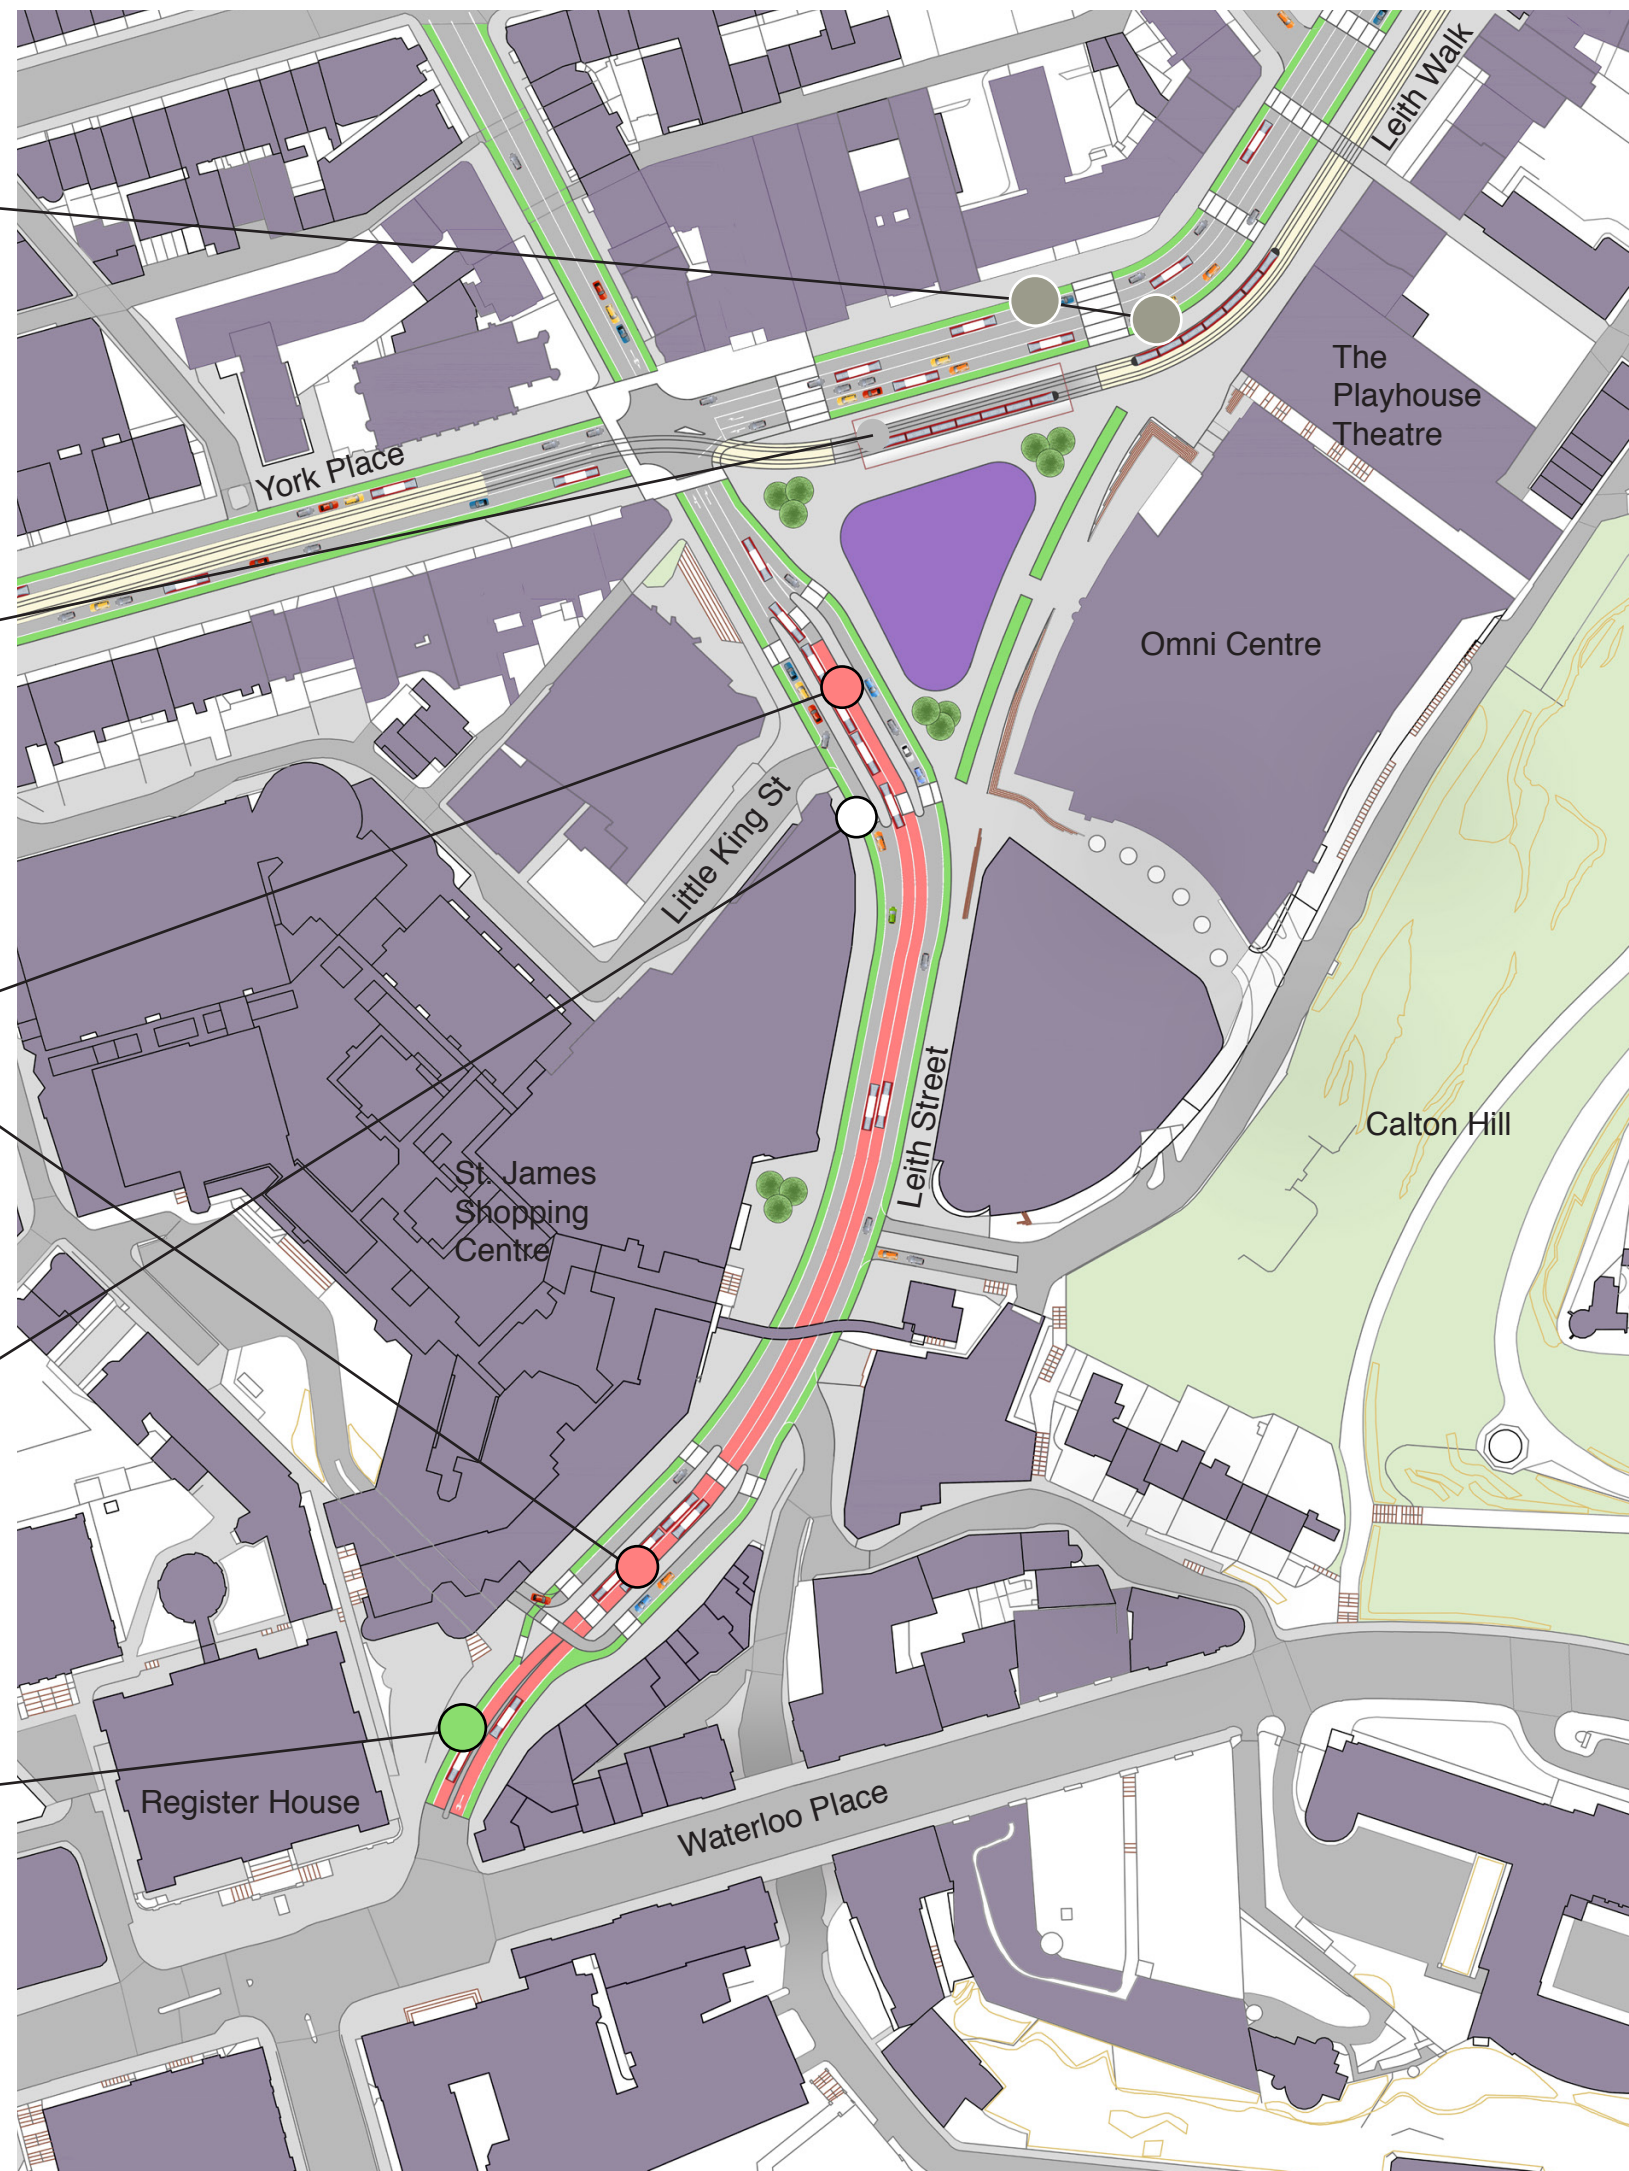 Leith Walk
The
Playhouse
Theatre
York Place
Omni Centre
Little King St
Leith Street
Calton Hill
St. James
Shopping
Centre
Register House
Waterloo Place